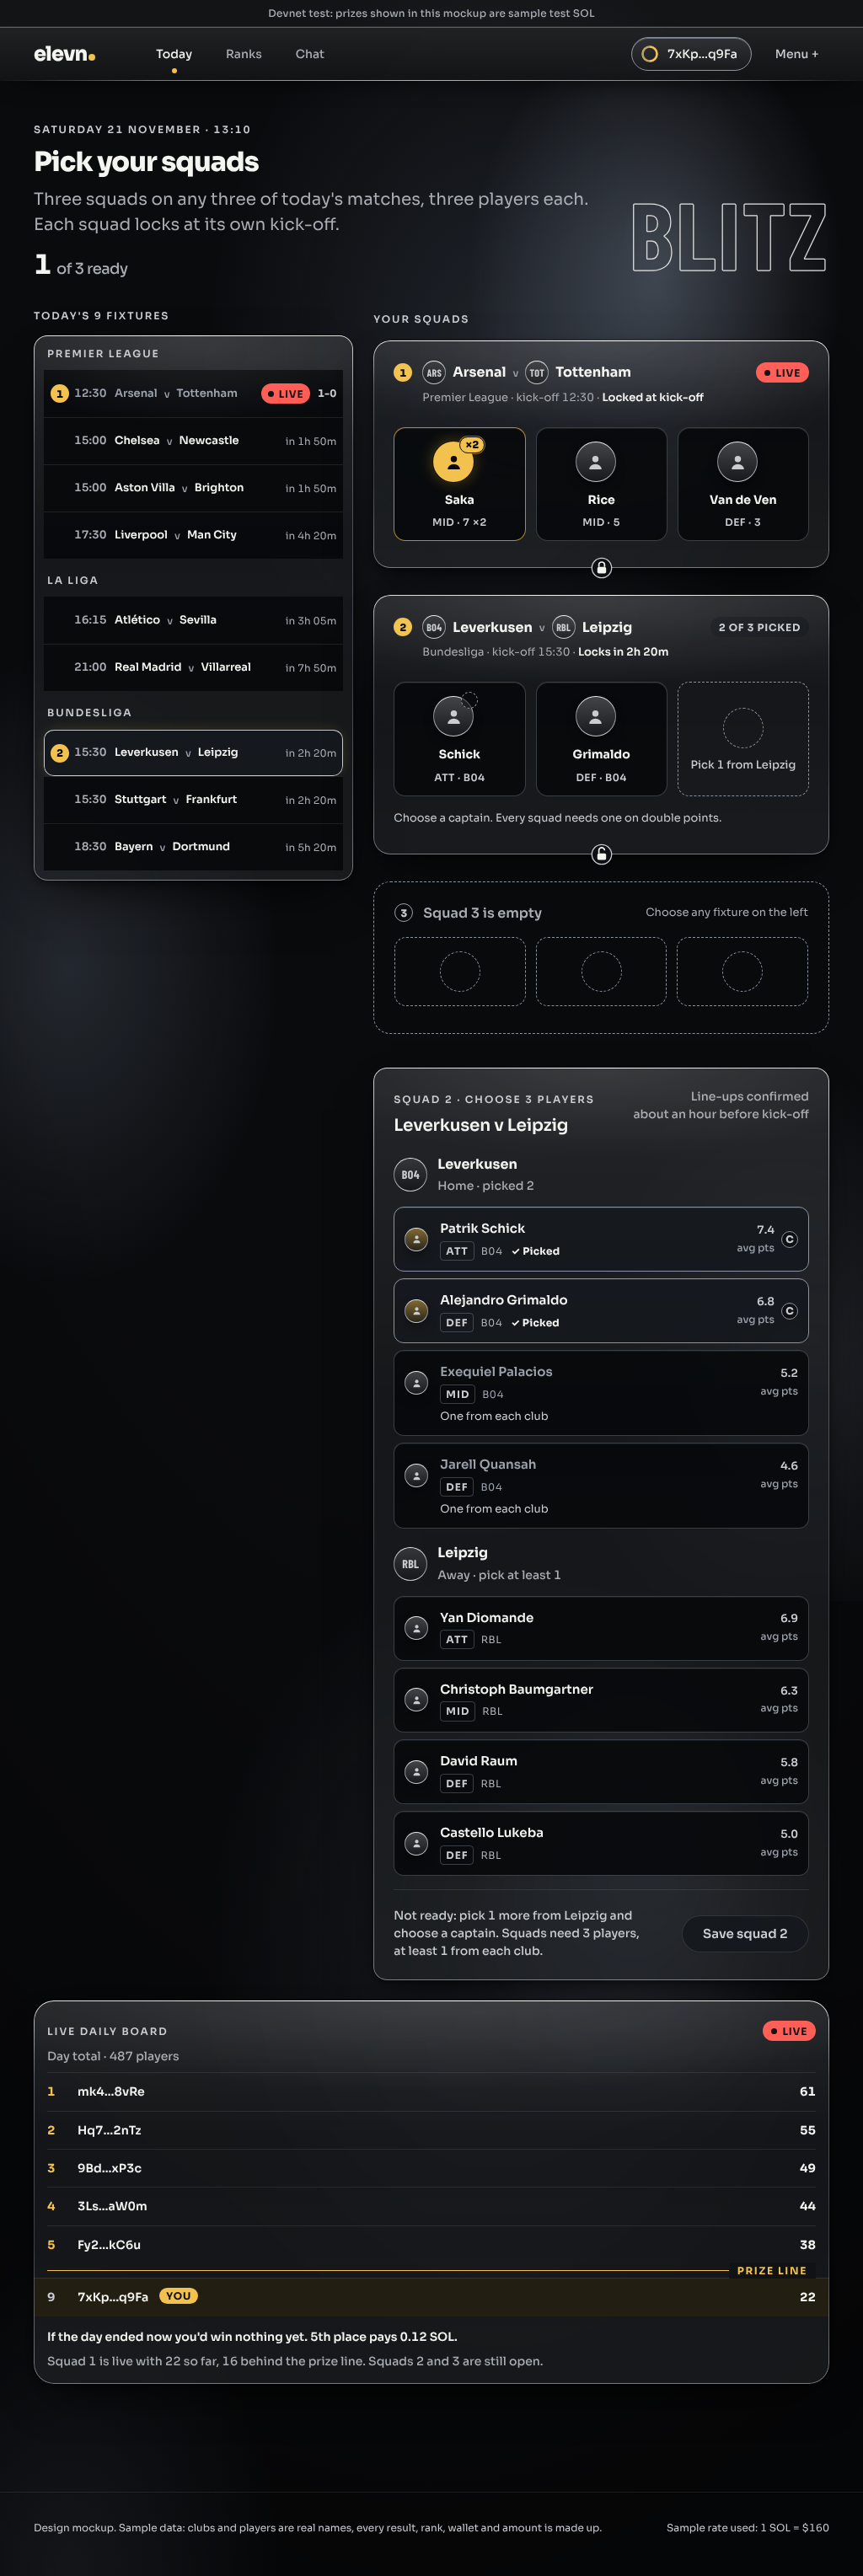 Devnet test: prizes shown in this mockup are sample test SOL
elevn.
Today
Ranks
Chat
7xKp...q9Fa
Menu +
SATURDAY 21 NOVEMBER · 13:10
Pick your squads
Three squads on any three of today's matches, three players each.
Each squad locks at its own kick-off.
1 of 3 ready
BLITZ
TODAY'S 9 FIXTURES
PREMIER LEAGUE
1 12:30 Arsenal v Tottenham LIVE 1-0
15:00 Chelsea v Newcastle in 1h 50m
15:00 Aston Villa v Brighton in 1h 50m
17:30 Liverpool v Man City in 4h 20m
LA LIGA
16:15 Atlético v Sevilla in 3h 05m
21:00 Real Madrid v Villarreal in 7h 50m
BUNDESLIGA
2 15:30 Leverkusen v Leipzig in 2h 20m
15:30 Stuttgart v Frankfurt in 2h 20m
18:30 Bayern v Dortmund in 5h 20m
YOUR SQUADS
1 ARS Arsenal v TOT Tottenham LIVE
Premier League · kick-off 12:30 · Locked at kick-off
×2
Saka
MID · 7 ×2
Rice
MID · 5
Van de Ven
DEF · 3
2 B04 Leverkusen v RBL Leipzig 2 OF 3 PICKED
Bundesliga · kick-off 15:30 · Locks in 2h 20m
Schick
ATT · B04
Grimaldo
DEF · B04
Pick 1 from Leipzig
Choose a captain. Every squad needs one on double points.
3 Squad 3 is empty Choose any fixture on the left
SQUAD 2 · CHOOSE 3 PLAYERS
Leverkusen v Leipzig
Line-ups confirmed
about an hour before kick-off
B04 Leverkusen
Home · picked 2
Patrik Schick 7.4
ATT B04 ✓ Picked avg pts C
Alejandro Grimaldo 6.8
DEF B04 ✓ Picked avg pts C
Exequiel Palacios 5.2
MID B04 avg pts
One from each club
Jarell Quansah 4.6
DEF B04 avg pts
One from each club
RBL Leipzig
Away · pick at least 1
Yan Diomande 6.9
ATT RBL avg pts
Christoph Baumgartner 6.3
MID RBL avg pts
David Raum 5.8
DEF RBL avg pts
Castello Lukeba 5.0
DEF RBL avg pts
Not ready: pick 1 more from Leipzig and
choose a captain. Squads need 3 players,
at least 1 from each club.
Save squad 2
LIVE DAILY BOARD LIVE
Day total · 487 players
1 mk4...8vRe 61
2 Hq7...2nTz 55
3 9Bd...xP3c 49
4 3Ls...aW0m 44
5 Fy2...kC6u 38
PRIZE LINE
9 7xKp...q9Fa YOU 22
If the day ended now you'd win nothing yet. 5th place pays 0.12 SOL.
Squad 1 is live with 22 so far, 16 behind the prize line. Squads 2 and 3 are still open.
Design mockup. Sample data: clubs and players are real names, every result, rank, wallet and amount is made up.
Sample rate used: 1 SOL = $160